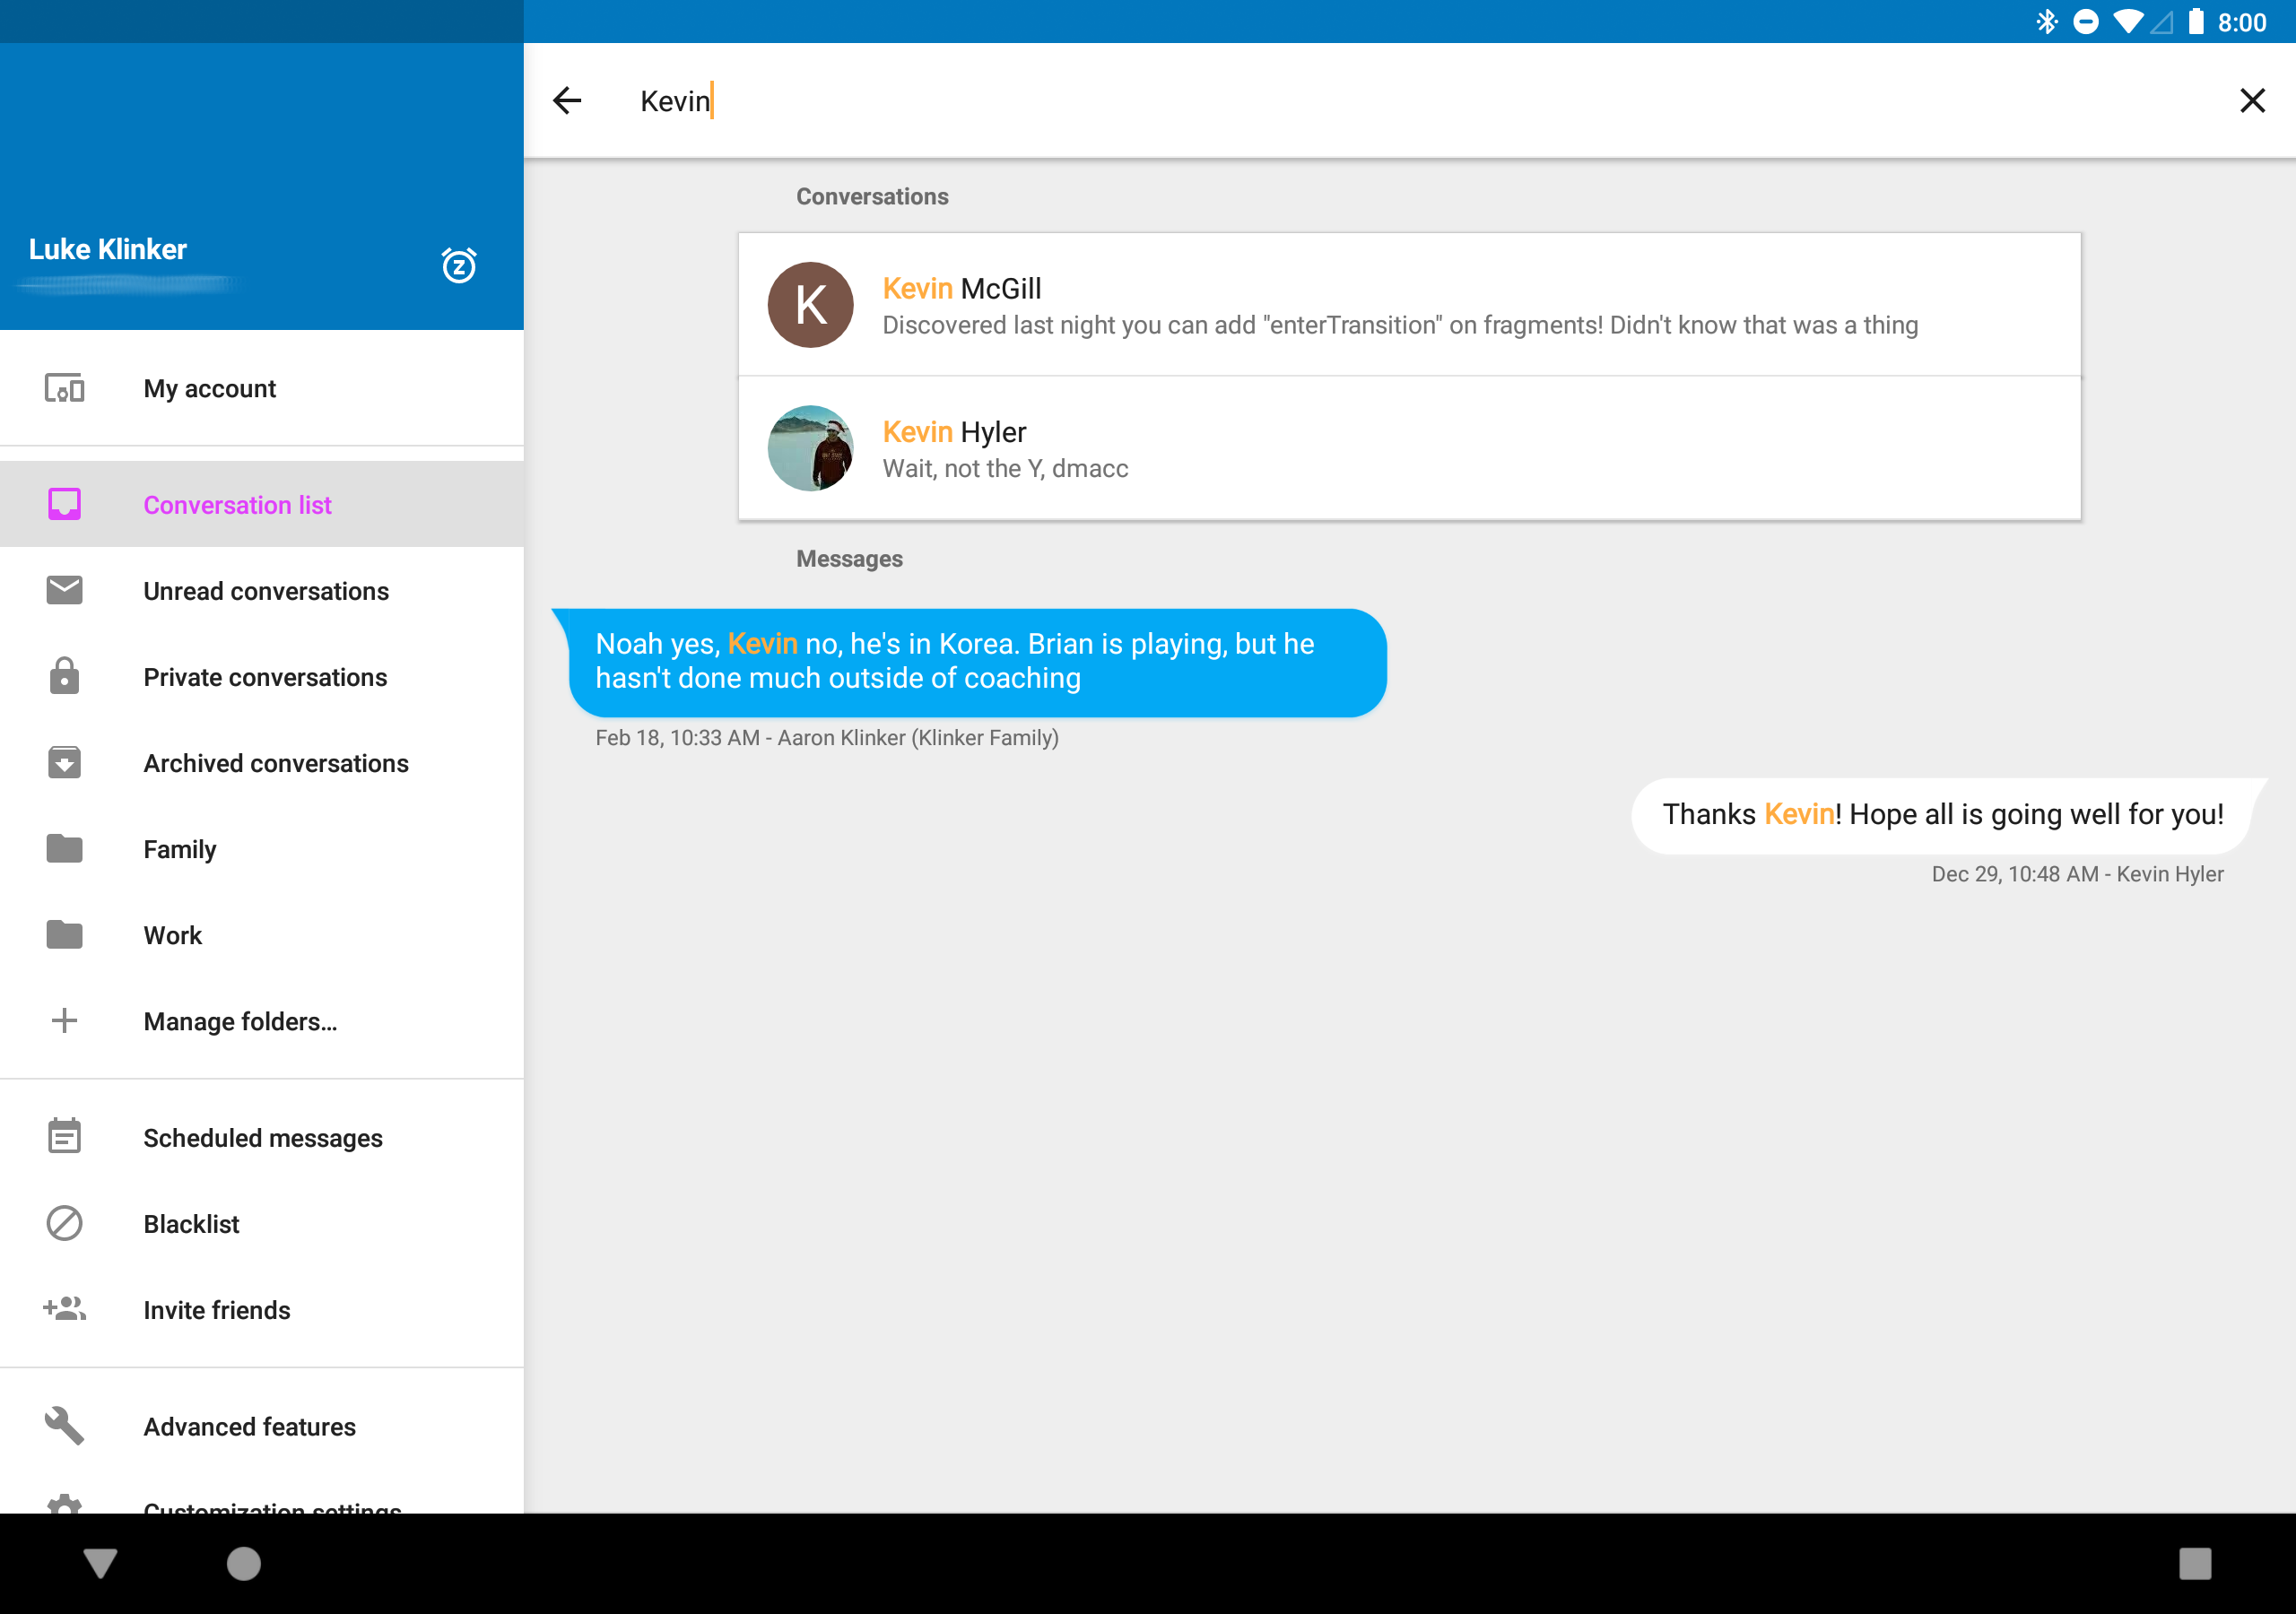 8:00
Kevin
Luke Klinker
My account
Conversation list
Unread conversations
Private conversations
Archived conversations
Family
Work
Manage folders...
Scheduled messages
Blacklist
Invite friends
Advanced features
Customization settings
Conversations
K
Kevin McGill
Discovered last night you can add "enterTransition" on fragments! Didn't know that was a thing
Kevin Hyler
Wait, not the Y, dmacc
Messages
Noah yes, Kevin no, he's in Korea. Brian is playing, but he
hasn't done much outside of coaching
Feb 18, 10:33 AM - Aaron Klinker (Klinker Family)
Thanks Kevin! Hope all is going well for you!
Dec 29, 10:48 AM - Kevin Hyler